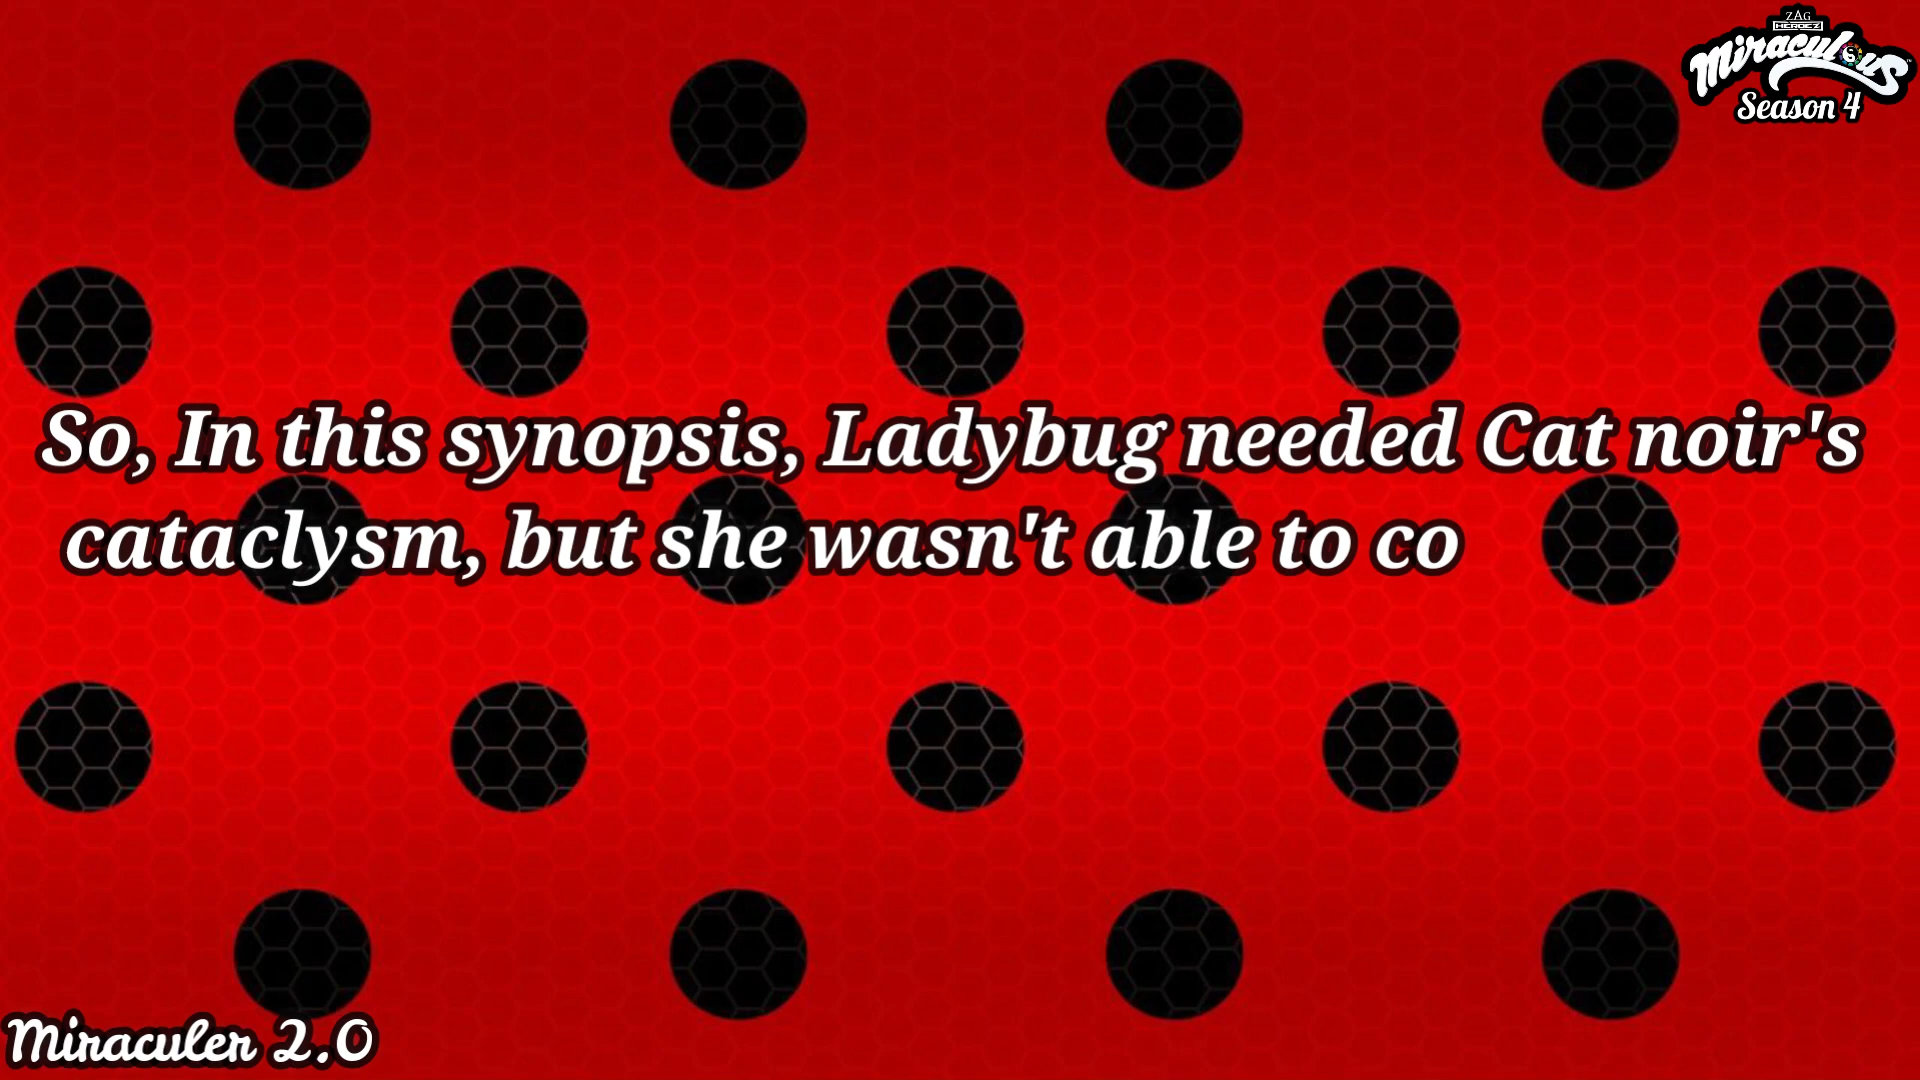 ZAG
HEROEZ
Miraculous
Season 4
So, In this synopsis, Ladybug needed Cat noir's
cataclysm, but she wasn't able to co
Miraculer 2.0